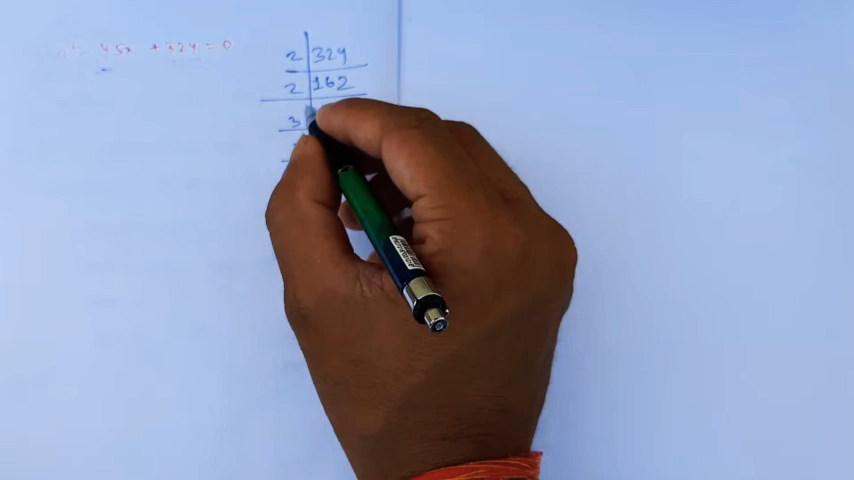 x² - 45x + 324 = 0
2 | 324
2 | 162
3